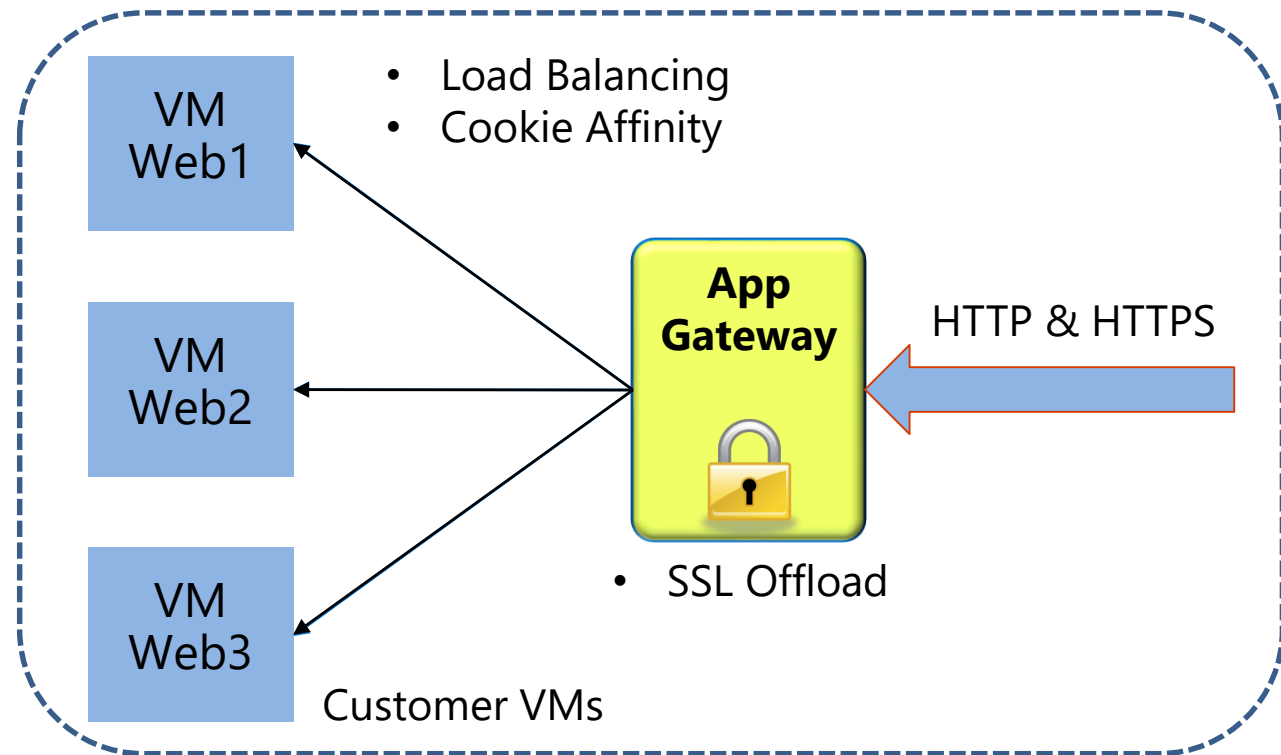 VM
Web1
• Load Balancing
• Cookie Affinity
App
Gateway
HTTP & HTTPS
VM
Web2
• SSL Offload
VM
Web3
Customer VMs